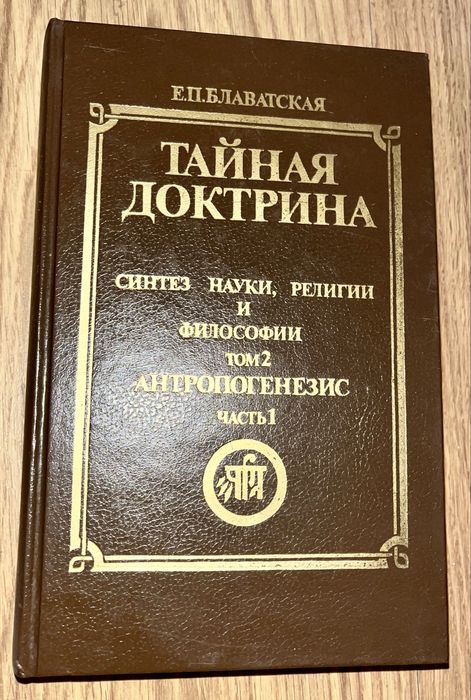 Е.П.БЛАВАТСКАЯ
ТАЙНАЯ
ДОКТРИНА
СИНТЕЗ НАУКИ, РЕЛИГИИ
И
ФИЛОСОФИИ
ТОМ 2
АНТРОПОГЕНЕЗИС
ЧАСТЬ 1